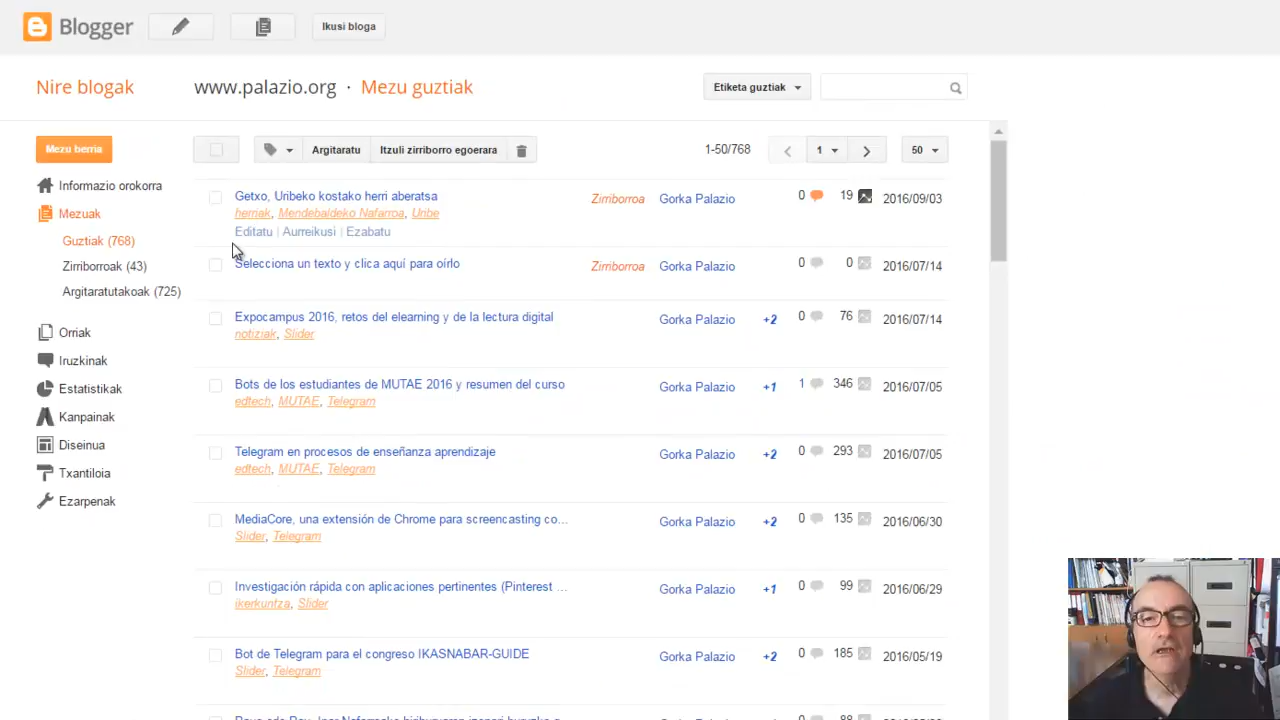 Blogger
Ikusi bloga
Nire blogak
www.palazio.org · Mezu guztiak
Etiketa guztiak
Mezu berria
Argitaratu
Itzuli zirriborro egoerara
1-50/768
1
50
Informazio orokorra
Mezuak
Guztiak (768)
Zirriborroak (43)
Argitaratutakoak (725)
Orriak
Iruzkinak
Estatistikak
Kanpainak
Diseinua
Txantiloia
Ezarpenak
Getxo, Uribeko kostako herri aberatsa Zirriborroa Gorka Palazio 0 19 2016/09/03
herriak, Mendebaldeko Nafarroa, Uribe
Editatu | Aurreikusi | Ezabatu
Selecciona un texto y clica aquí para oírlo Zirriborroa Gorka Palazio 0 0 2016/07/14
Expocampus 2016, retos del elearning y de la lectura digital Gorka Palazio +2 0 76 2016/07/14
notiziak, Slider
Bots de los estudiantes de MUTAE 2016 y resumen del curso Gorka Palazio +1 1 346 2016/07/05
edtech, MUTAE, Telegram
Telegram en procesos de enseñanza aprendizaje Gorka Palazio +2 0 293 2016/07/05
edtech, MUTAE, Telegram
MediaCore, una extensión de Chrome para screencasting co... Gorka Palazio +2 0 135 2016/06/30
Slider, Telegram
Investigación rápida con aplicaciones pertinentes (Pinterest ... Gorka Palazio +1 0 99 2016/06/29
ikerkuntza, Slider
Bot de Telegram para el congreso IKASNABAR-GUIDE Gorka Palazio +2 0 185 2016/05/19
Slider, Telegram